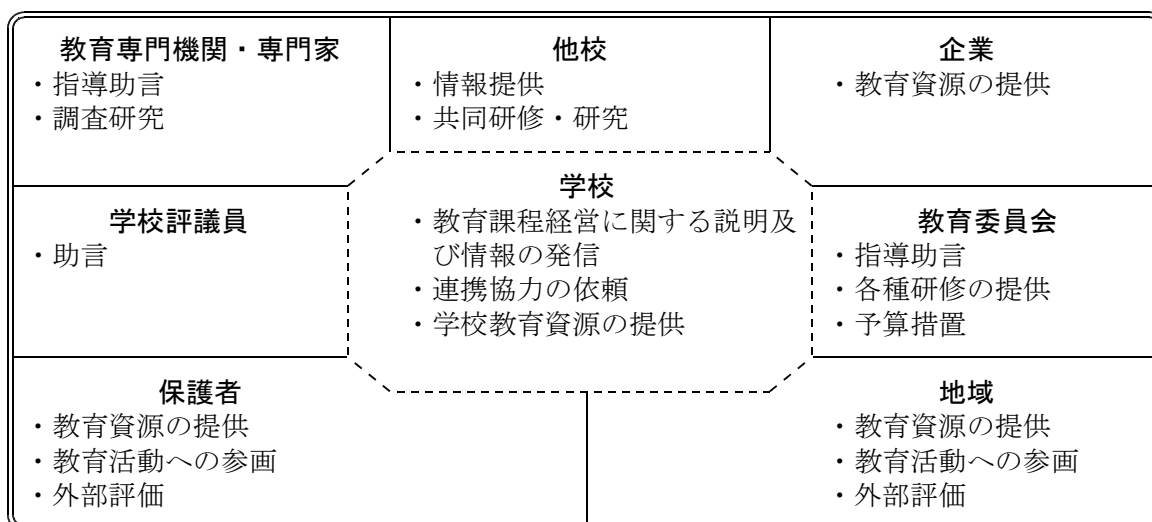 教育専門機関・専門家
・指導助言
・調査研究
他校
・情報提供
・共同研修・研究
企業
・教育資源の提供
学校評議員
・助言
学校
・教育課程経営に関する説明及
び情報の発信
・連携協力の依頼
・学校教育資源の提供
教育委員会
・指導助言
・各種研修の提供
・予算措置
保護者
・教育資源の提供
・教育活動への参画
・外部評価
地域
・教育資源の提供
・教育活動への参画
・外部評価